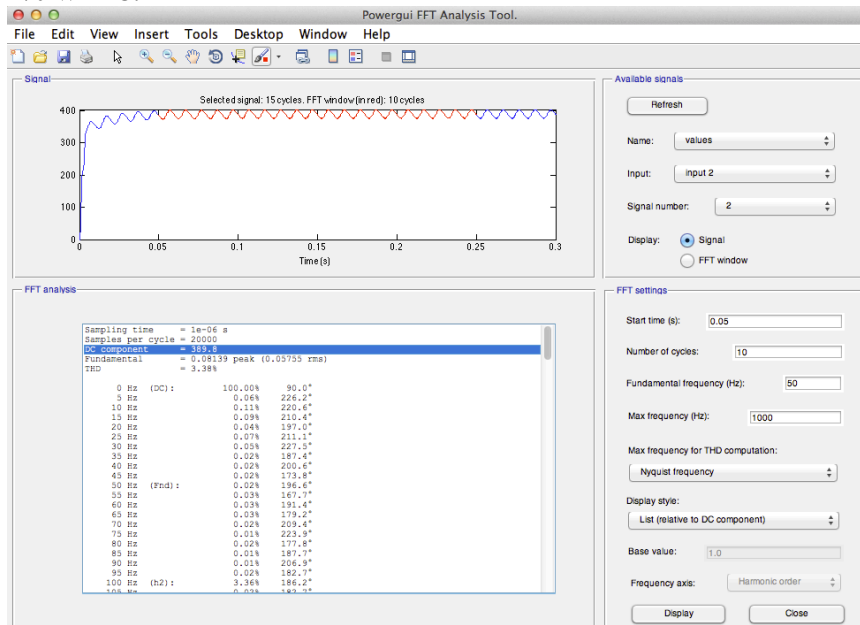 Powergui FFT Analysis Tool.
File Edit View Insert Tools Desktop Window Help
Signal
Selected signal: 15 cycles. FFT window (in red): 10 cycles
400
300
200
100
0
0 0.05 0.1 0.15 0.2 0.25 0.3
Time (s)
Available signals
Refresh
Name: values
Input: input 2
Signal number: 2
Display: Signal
FFT window
FFT analysis
Sampling time = 1e-06 s
Samples per cycle = 20000
DC component = 389.8
Fundamental = 0.08139 peak (0.05755 rms)
THD = 3.38%
0 Hz (DC): 100.00% 90.0°
5 Hz 0.06% 226.2°
10 Hz 0.11% 220.6°
15 Hz 0.09% 210.4°
20 Hz 0.04% 197.0°
25 Hz 0.07% 211.1°
30 Hz 0.05% 227.5°
35 Hz 0.02% 187.4°
40 Hz 0.02% 200.6°
45 Hz 0.02% 173.8°
50 Hz (Fnd): 0.02% 196.6°
55 Hz 0.03% 167.7°
60 Hz 0.03% 191.4°
65 Hz 0.03% 179.2°
70 Hz 0.02% 209.4°
75 Hz 0.01% 223.9°
80 Hz 0.02% 177.8°
85 Hz 0.01% 187.7°
90 Hz 0.01% 206.9°
95 Hz 0.02% 182.7°
100 Hz (h2): 3.36% 186.2°
FFT settings
Start time (s): 0.05
Number of cycles: 10
Fundamental frequency (Hz): 50
Max frequency (Hz): 1000
Max frequency for THD computation:
Nyquist frequency
Display style:
List (relative to DC component)
Base value: 1.0
Frequency axis: Harmonic order
Display Close